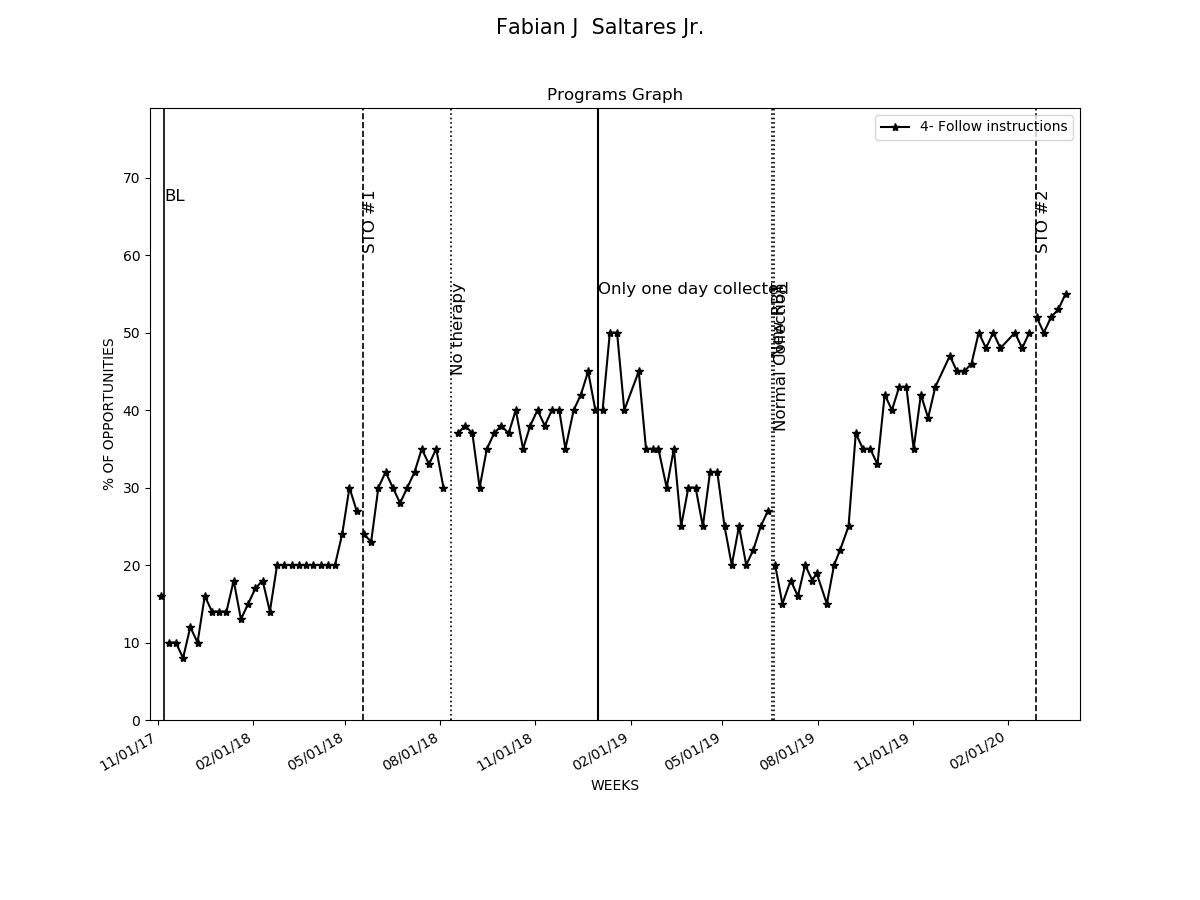 Fabian J  Saltares Jr.
Programs Graph
4- Follow instructions
BL
STO #1
No therapy
Only one day collected
STO #2
% OF OPPORTUNITIES
70
60
50
40
30
20
10
0
11/01/17
02/01/18
05/01/18
08/01/18
11/01/18
02/01/19
05/01/19
08/01/19
11/01/19
02/01/20
WEEKS